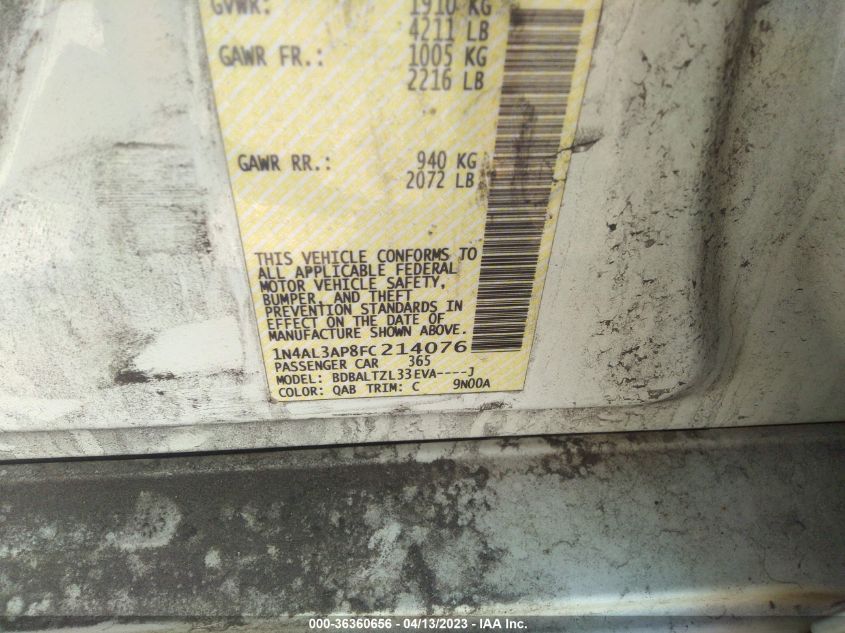 GVWR: 1910 KG
4211 LB
GAWR FR.: 1005 KG
2216 LB
GAWR RR.: 940 KG
2072 LB
THIS VEHICLE CONFORMS TO
ALL APPLICABLE FEDERAL
MOTOR VEHICLE SAFETY,
BUMPER, AND THEFT
PREVENTION STANDARDS IN
EFFECT ON THE DATE OF
MANUFACTURE SHOWN ABOVE.
1N4AL3AP8FC214076
PASSENGER CAR 365
MODEL: BDBALTZL33EVA----J
COLOR: QAB TRIM: C 9N00A
000-36360656 - 04/13/2023 - IAA Inc.